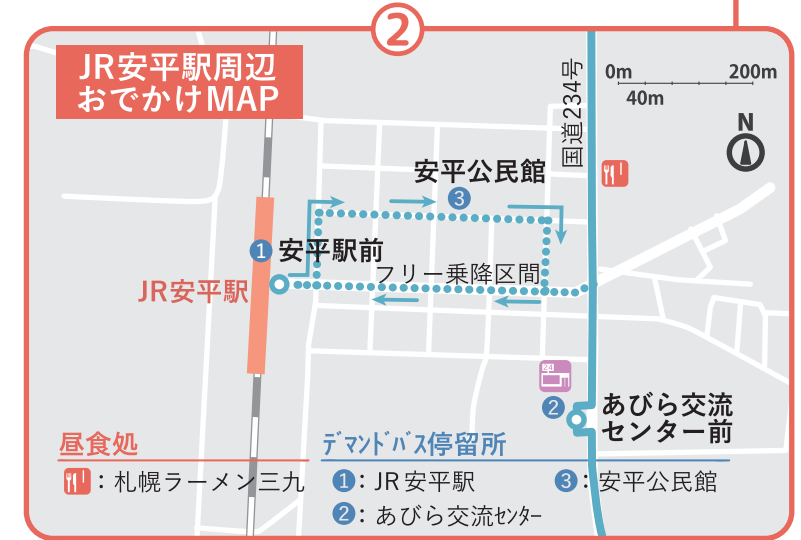 2
JR安平駅周辺
おでかけMAP
国道234号
0m 200m
40m
N
安平公民館
3
1 安平駅前
フリー乗降区間
JR安平駅
24
2 あびら交流
センター前
昼食処
:札幌ラーメン三九
デマンドバス停留所
1:JR安平駅
2:あびら交流センター
3:安平公民館